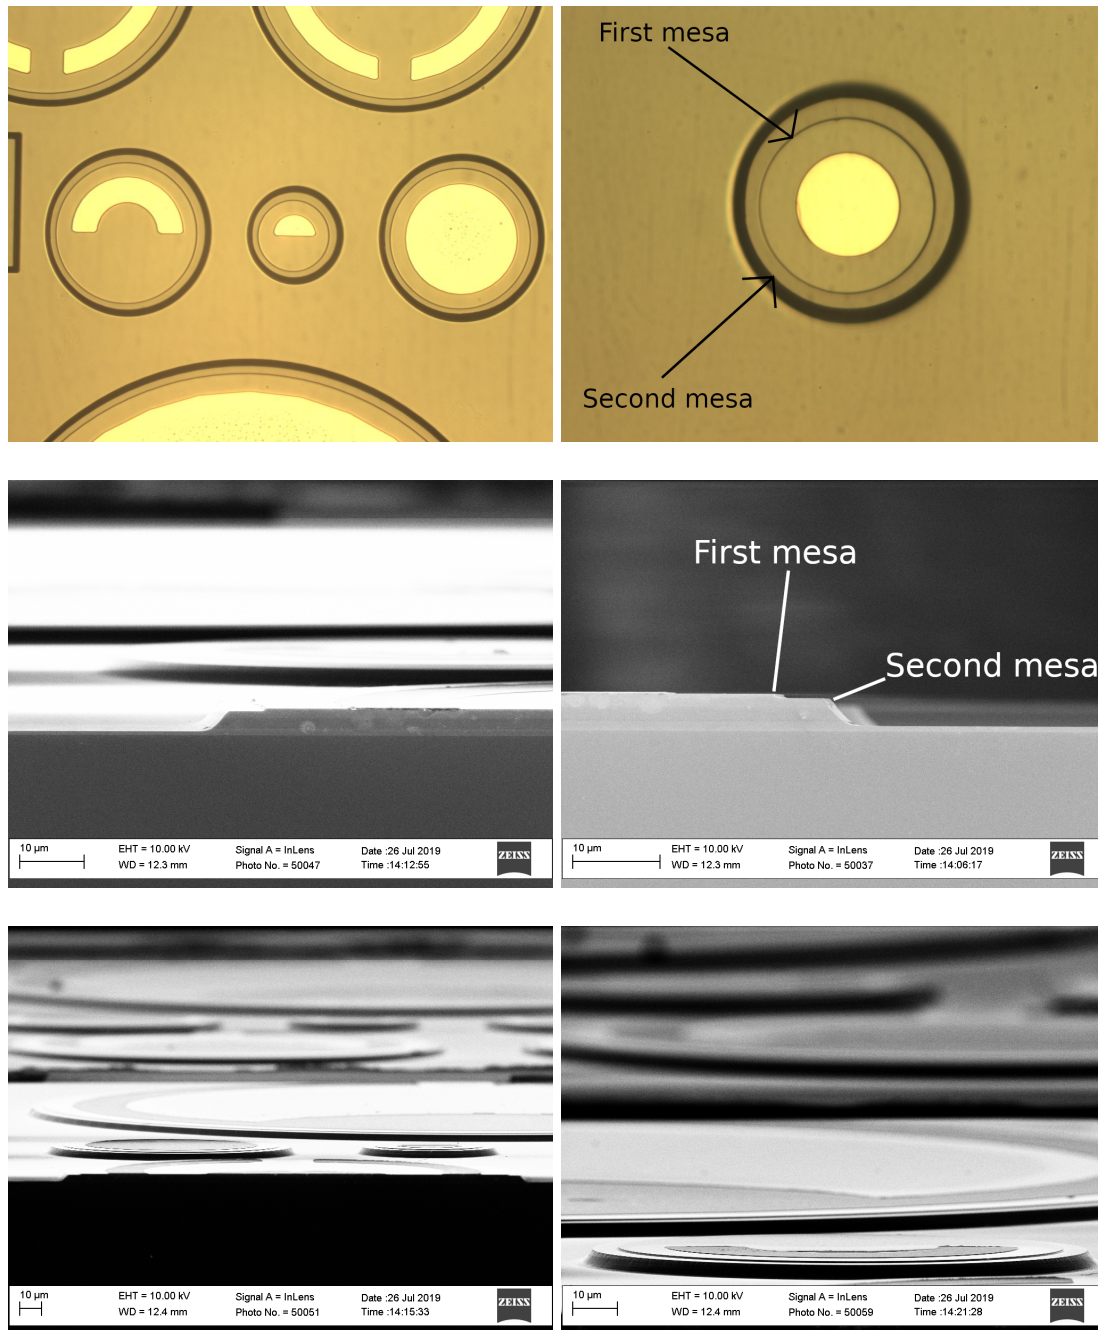 First mesa
Second mesa
First mesa
Second mesa
10 µm
EHT = 10.00 kV
Signal A = InLens
Date :26 Jul 2019
WD = 12.3 mm
Photo No. = 50047
Time :14:12:55
ZEISS
10 µm
EHT = 10.00 kV
Signal A = InLens
Date :26 Jul 2019
WD = 12.3 mm
Photo No. = 50037
Time :14:06:17
ZEISS
10 µm
EHT = 10.00 kV
Signal A = InLens
Date :26 Jul 2019
WD = 12.4 mm
Photo No. = 50051
Time :14:15:33
ZEISS
10 µm
EHT = 10.00 kV
Signal A = InLens
Date :26 Jul 2019
WD = 12.4 mm
Photo No. = 50059
Time :14:21:28
ZEISS